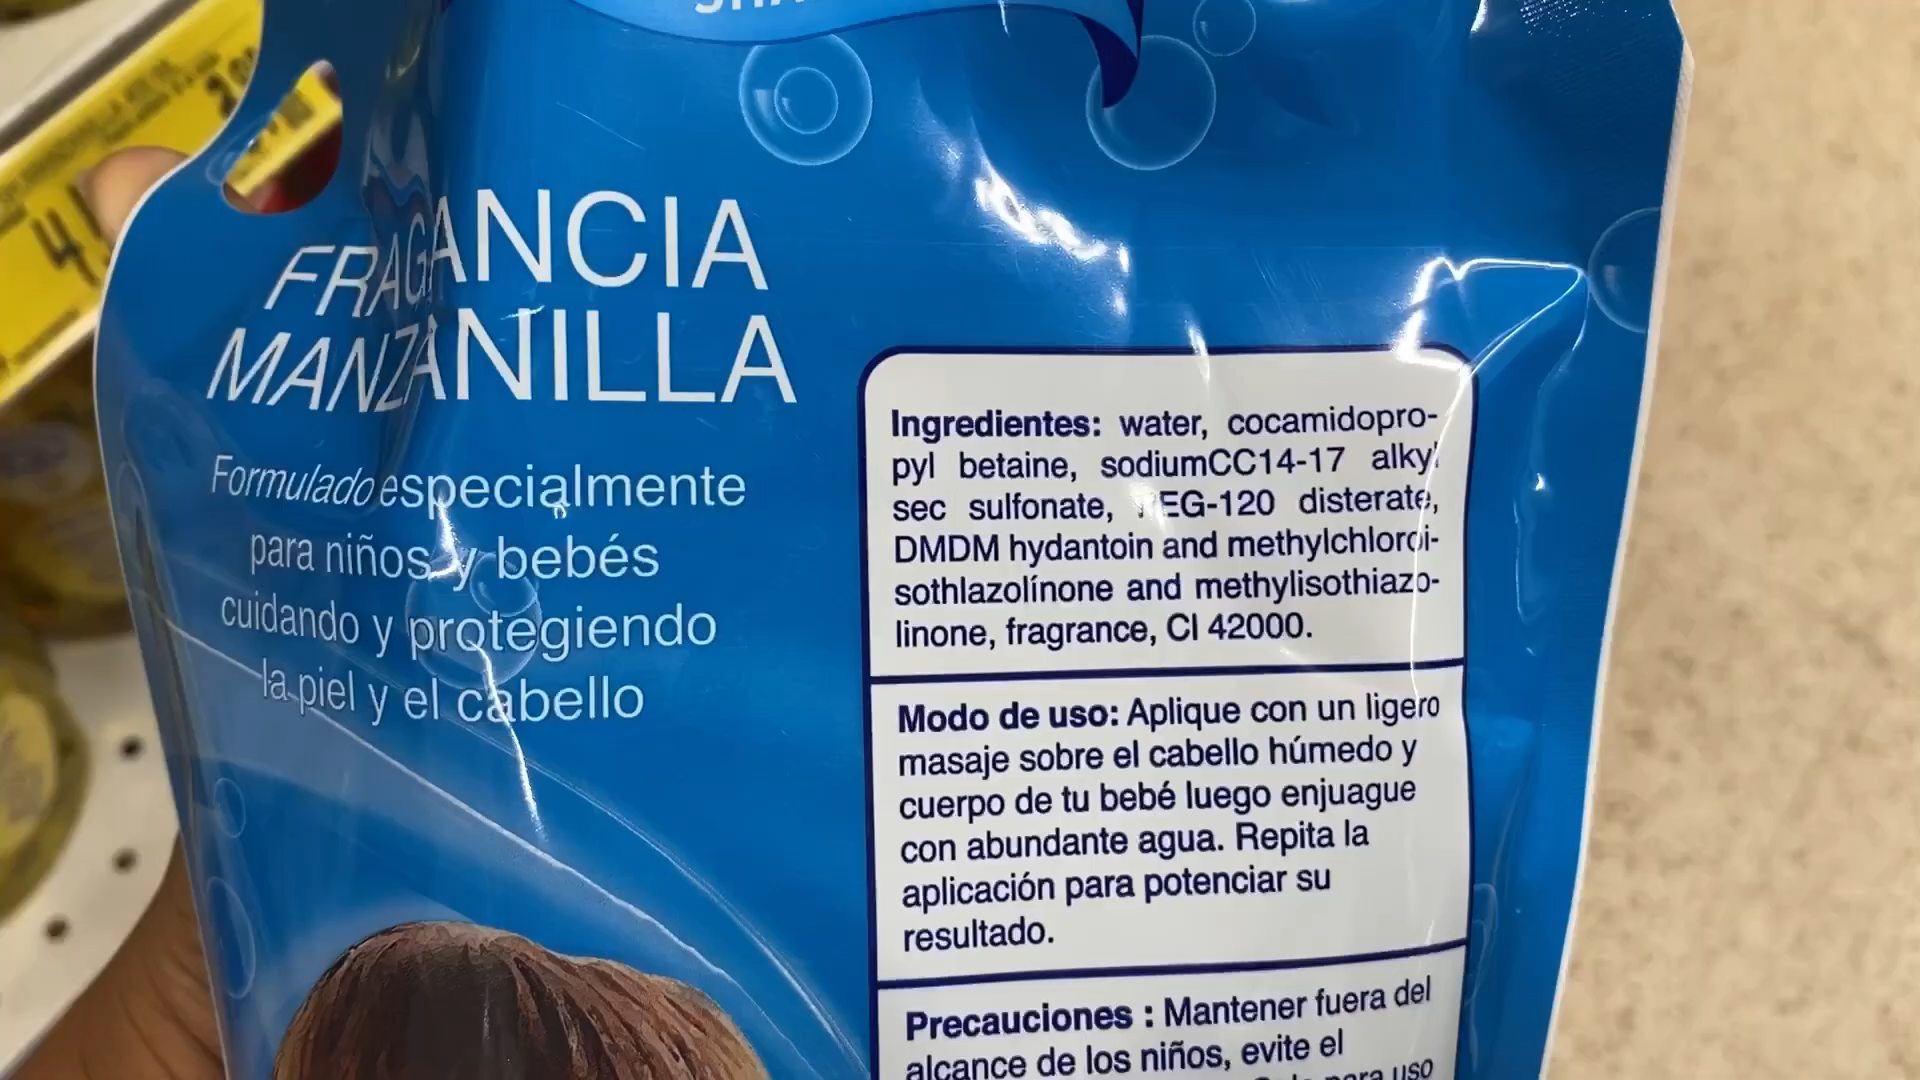 FRAGANCIA
MANZANILLA
Formulado especialmente
para niños y bebés
cuidando y protegiendo
la piel y el cabello
Ingredientes: water, cocamidopro-
pyl betaine, sodiumCC14-17 alkyl
sec sulfonate, PEG-120 disterate,
DMDM hydantoin and methylchloroi-
sothlazolínone and methylisothiazo-
linone, fragrance, CI 42000.
Modo de uso: Aplique con un ligero
masaje sobre el cabello húmedo y
cuerpo de tu bebé luego enjuague
con abundante agua. Repita la
aplicación para potenciar su
resultado.
Precauciones : Mantener fuera del
alcance de los niños, evite el
para uso